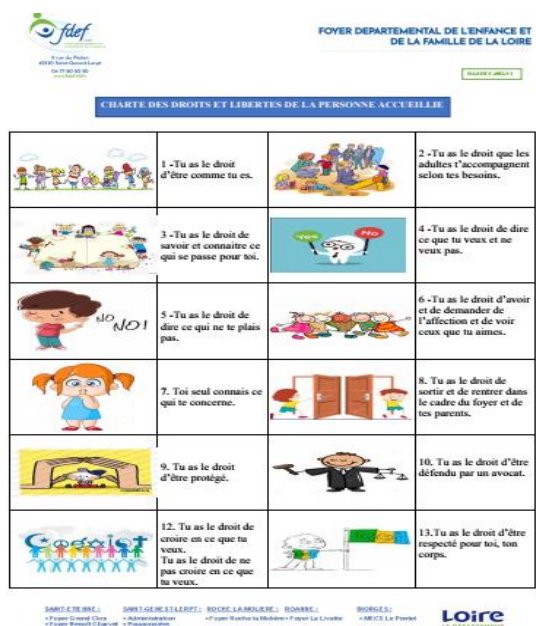 fdef
FOYER DEPARTEMENTAL DE L'ENFANCE ET
DE LA FAMILLE DE LA LOIRE
CHARTE DES DROITS ET LIBERTES DE LA PERSONNE ACCUEILLIE
1 -Tu as le droit
d'être comme tu es.
2 -Tu as le droit que les
adultes t'accompagnent
selon tes besoins.
3 -Tu as le droit de
savoir et connaitre ce
qui se passe pour toi.
Yes
No
4 -Tu as le droit de dire
ce que tu veux et ne
veux pas.
NO
NO!
5 -Tu as le droit de
dire ce qui ne te plais
pas.
6 -Tu as le droit d'avoir
et de demander de
l'affection et de voir
ceux que tu aimes.
7. Toi seul connais ce
qui te concerne.
8. Tu as le droit de
sortir et de rentrer dans
le cadre du foyer et de
tes parents.
9. Tu as le droit
d'être protégé.
10. Tu as le droit d'être
défendu par un avocat.
Coexist
12. Tu as le droit de
croire en ce que tu
veux.
Tu as le droit de ne
pas croire en ce que
tu veux.
13.Tu as le droit d'être
respecté pour toi, ton
corps.
SAINT-ETIENNE :
SAINT-GENEST-LERPT :
ROCHE LA MOLIERE :
ROANNE :
RIORGES :
Loire